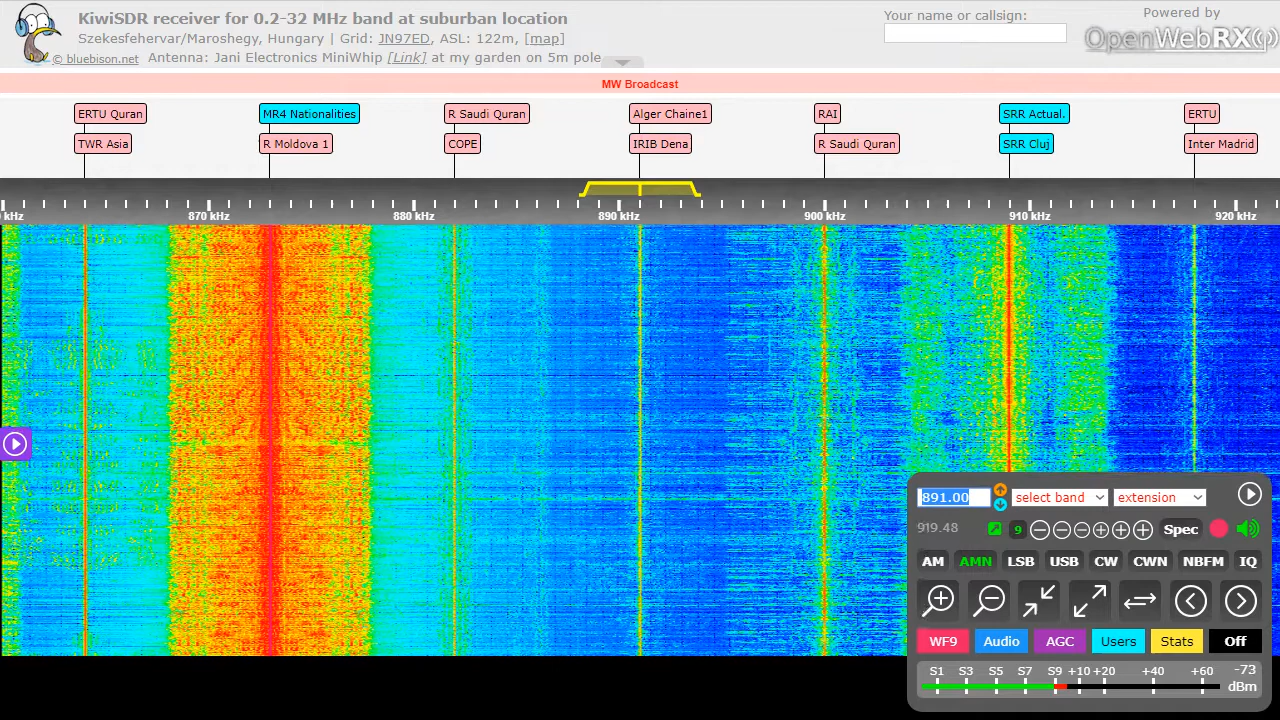 KiwiSDR receiver for 0.2-32 MHz band at suburban location
Szekesfehervar/Maroshegy, Hungary | Grid: JN97ED, ASL: 122m, [map]
© bluebison.net Antenna: Jani Electronics MiniWhip [Link] at my garden on 5m pole
Your name or callsign:
Powered by
OpenWebRX
MW Broadcast
ERTU Quran MR4 Nationalities R Saudi Quran Alger Chaine1 RAI SRR Actual. ERTU
TWR Asia R Moldova 1 COPE IRIB Dena R Saudi Quran SRR Cluj Inter Madrid
0 kHz 870 kHz 880 kHz 890 kHz 900 kHz 910 kHz 920 kHz
891.00 select band extension
919.48 9 Spec
AM AMN LSB USB CW CWN NBFM IQ
WF9 Audio AGC Users Stats Off
S1 S3 S5 S7 S9 +10 +20 +40 +60 -73
dBm